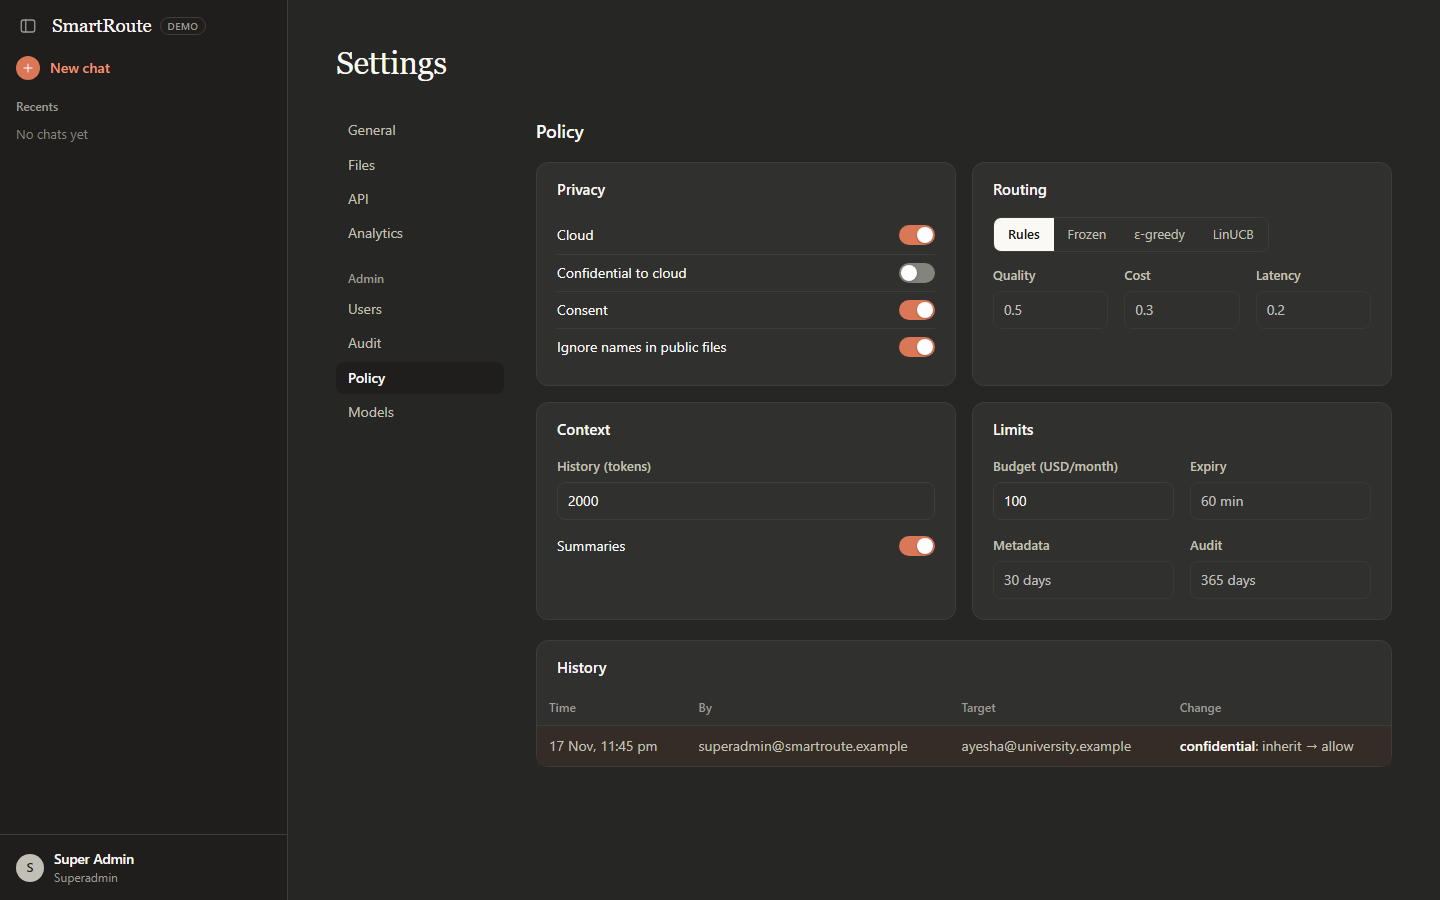 SmartRoute DEMO
New chat
Recents
No chats yet
Settings
General
Files
API
Analytics
Admin
Users
Audit
Policy
Models
Policy
Privacy
Cloud
Confidential to cloud
Consent
Ignore names in public files
Routing
Rules Frozen ε-greedy LinUCB
Quality Cost Latency
0.5 0.3 0.2
Context
History (tokens)
2000
Summaries
Limits
Budget (USD/month) Expiry
100 60 min
Metadata Audit
30 days 365 days
History
Time By Target Change
17 Nov, 11:45 pm superadmin@smartroute.example ayesha@university.example confidential: inherit → allow
S
Super Admin
Superadmin